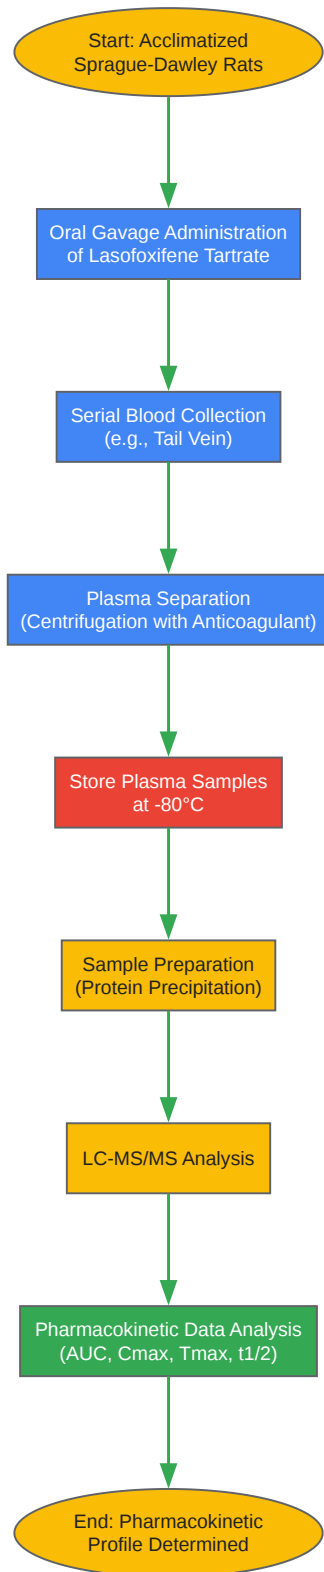 Start: Acclimatized
Sprague-Dawley Rats
Oral Gavage Administration
of Lasofoxifene Tartrate
Serial Blood Collection
(e.g., Tail Vein)
Plasma Separation
(Centrifugation with Anticoagulant)
Store Plasma Samples
at -80°C
Sample Preparation
(Protein Precipitation)
LC-MS/MS Analysis
Pharmacokinetic Data Analysis
(AUC, Cmax, Tmax, t1/2)
End: Pharmacokinetic
Profile Determined